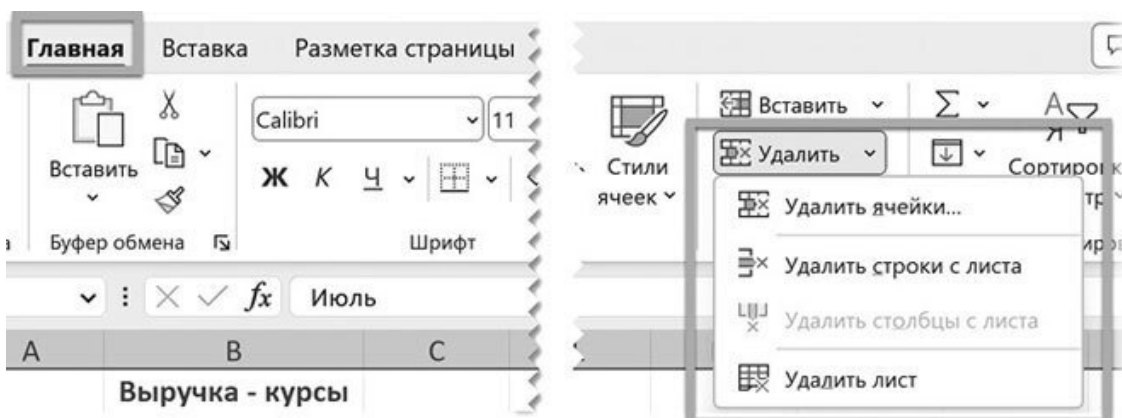 Главная Вставка Разметка страницы
Вставить
Calibri 11
Ж К Ч
Буфер обмена Шрифт
fx Июль
A B C
Выручка - курсы
Стили
ячеек
Вставить
Удалить
Удалить ячейки...
Удалить строки с листа
Удалить столбцы с листа
Удалить лист